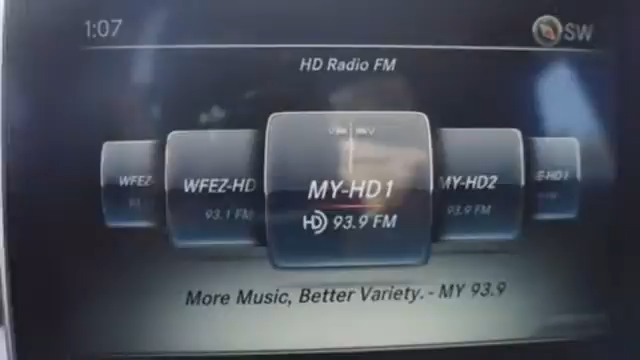 1:07
SW
HD Radio FM
WFEZ-
WFEZ-HD
93.1 FM
MY-HD1
HD 93.9 FM
MY-HD2
93.9 FM
E-HD1
More Music, Better Variety. - MY 93.9